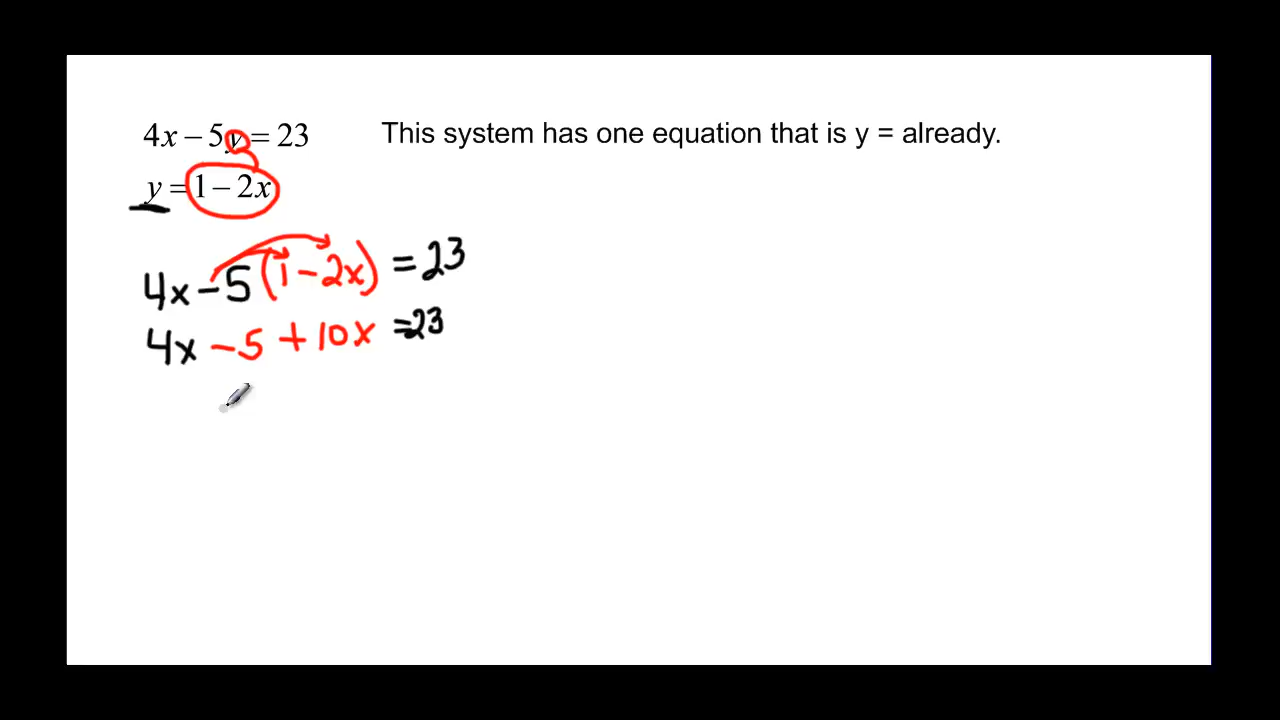 4x − 5y = 23 This system has one equation that is y = already.
y = 1 − 2x
4x − 5 (1 − 2x) = 23
4x − 5 + 10x = 23